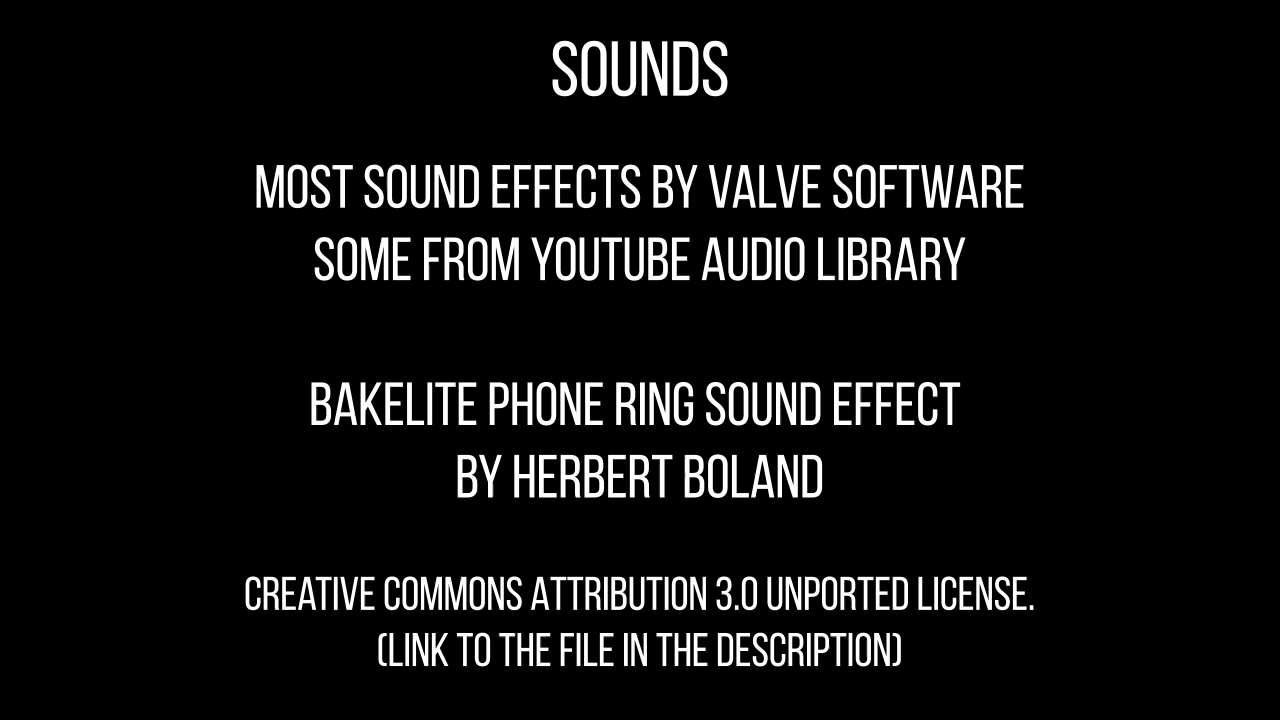 SOUNDS
MOST SOUND EFFECTS BY VALVE SOFTWARE
SOME FROM YOUTUBE AUDIO LIBRARY
BAKELITE PHONE RING SOUND EFFECT
BY HERBERT BOLAND
CREATIVE COMMONS ATTRIBUTION 3.0 UNPORTED LICENSE.
(LINK TO THE FILE IN THE DESCRIPTION)